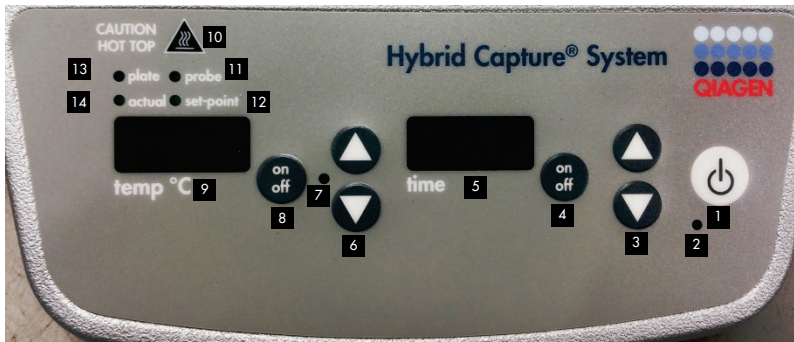 CAUTION
HOT TOP
10
Hybrid Capture® System
13
plate
probe
11
14
actual
set-point
12
QIAGEN
temp °C
9
on
off
8
7
6
time
5
on
off
4
3
1
2